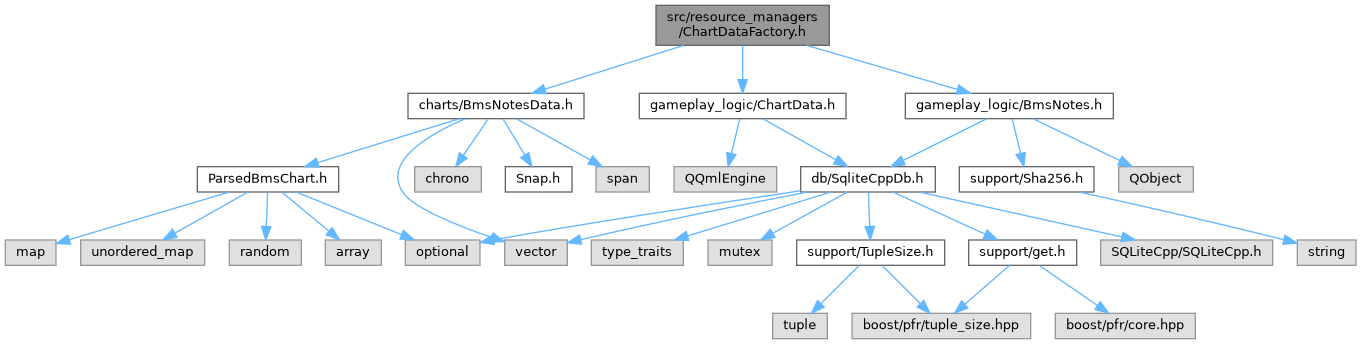 src/resource_managers
/ChartDataFactory.h
charts/BmsNotesData.h
gameplay_logic/ChartData.h
gameplay_logic/BmsNotes.h
ParsedBmsChart.h
chrono
Snap.h
span
QQmlEngine
db/SqliteCppDb.h
support/Sha256.h
QObject
map
unordered_map
random
array
optional
vector
type_traits
mutex
support/TupleSize.h
support/get.h
SQLiteCpp/SQLiteCpp.h
string
tuple
boost/pfr/tuple_size.hpp
boost/pfr/core.hpp